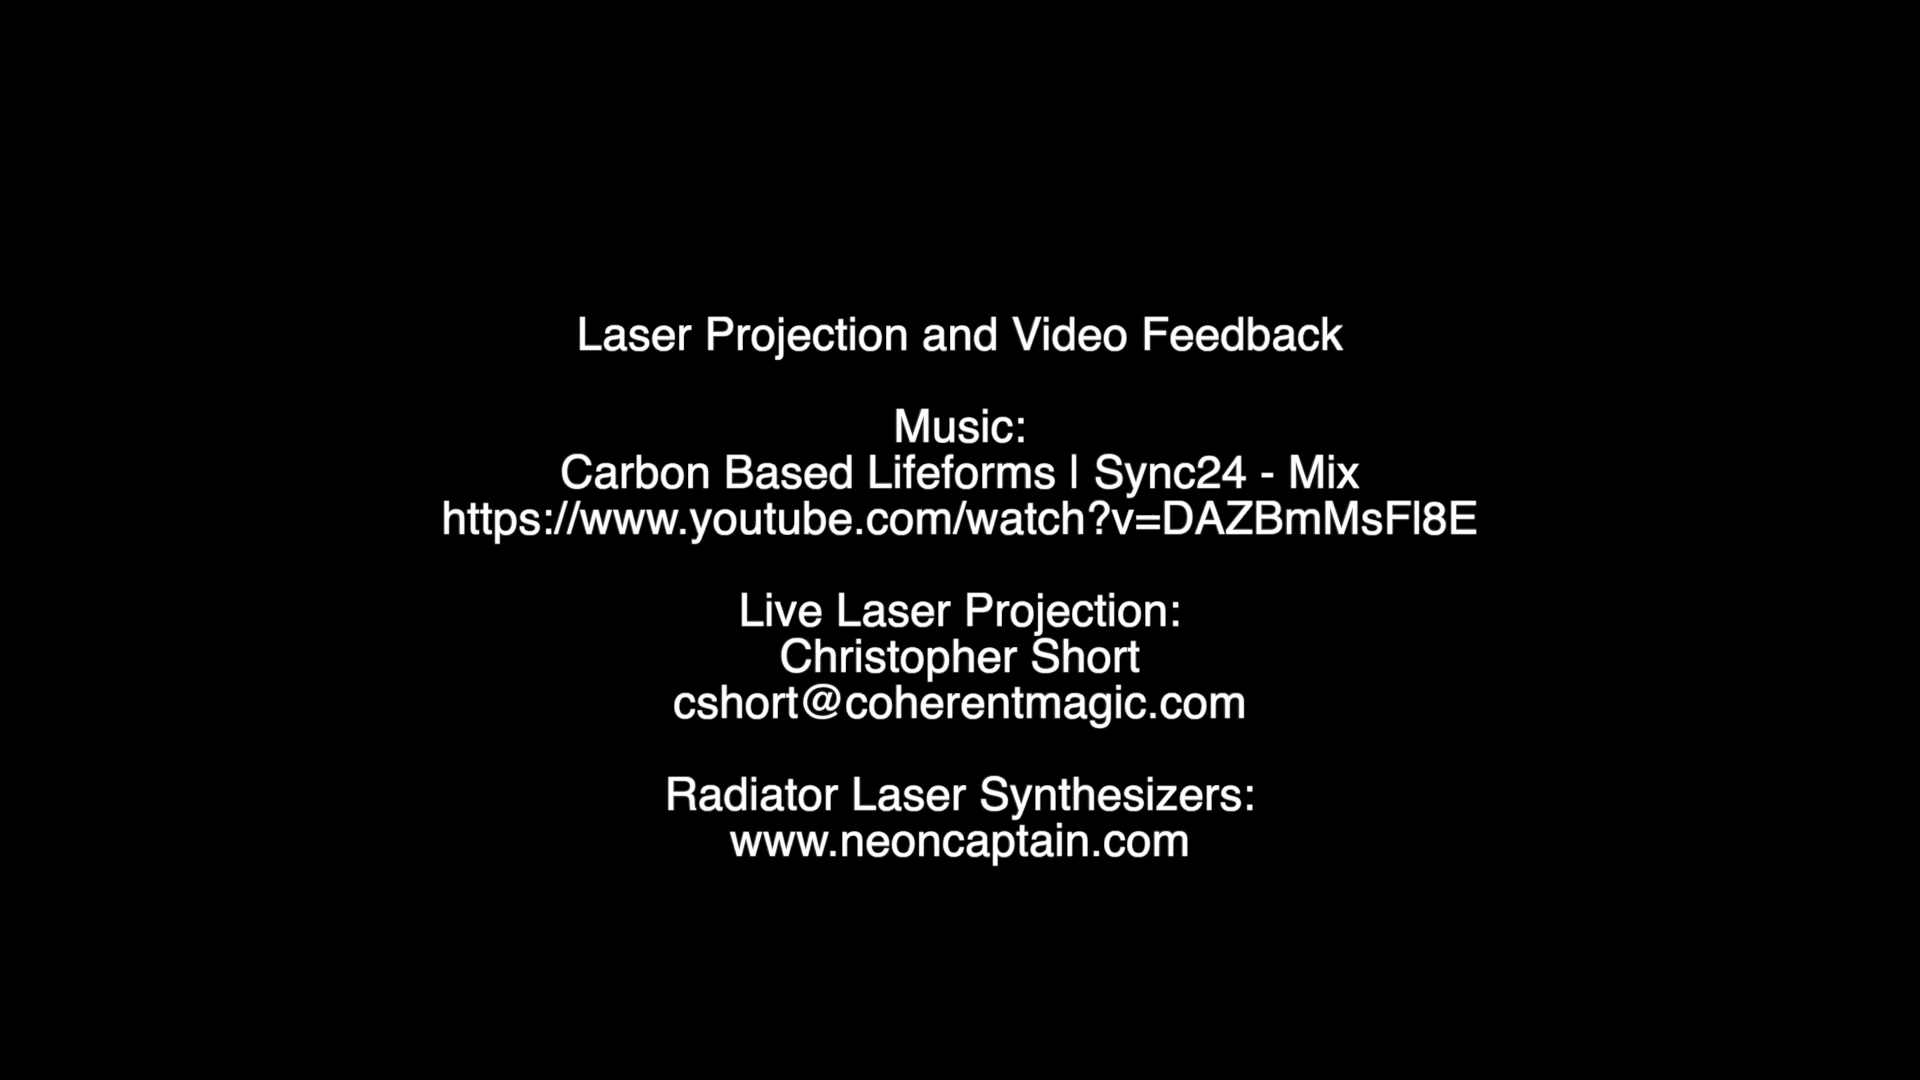 Laser Projection and Video Feedback
Music:
Carbon Based Lifeforms | Sync24 - Mix
https://www.youtube.com/watch?v=DAZBmMsFl8E
Live Laser Projection:
Christopher Short
cshort@coherentmagic.com
Radiator Laser Synthesizers:
www.neoncaptain.com